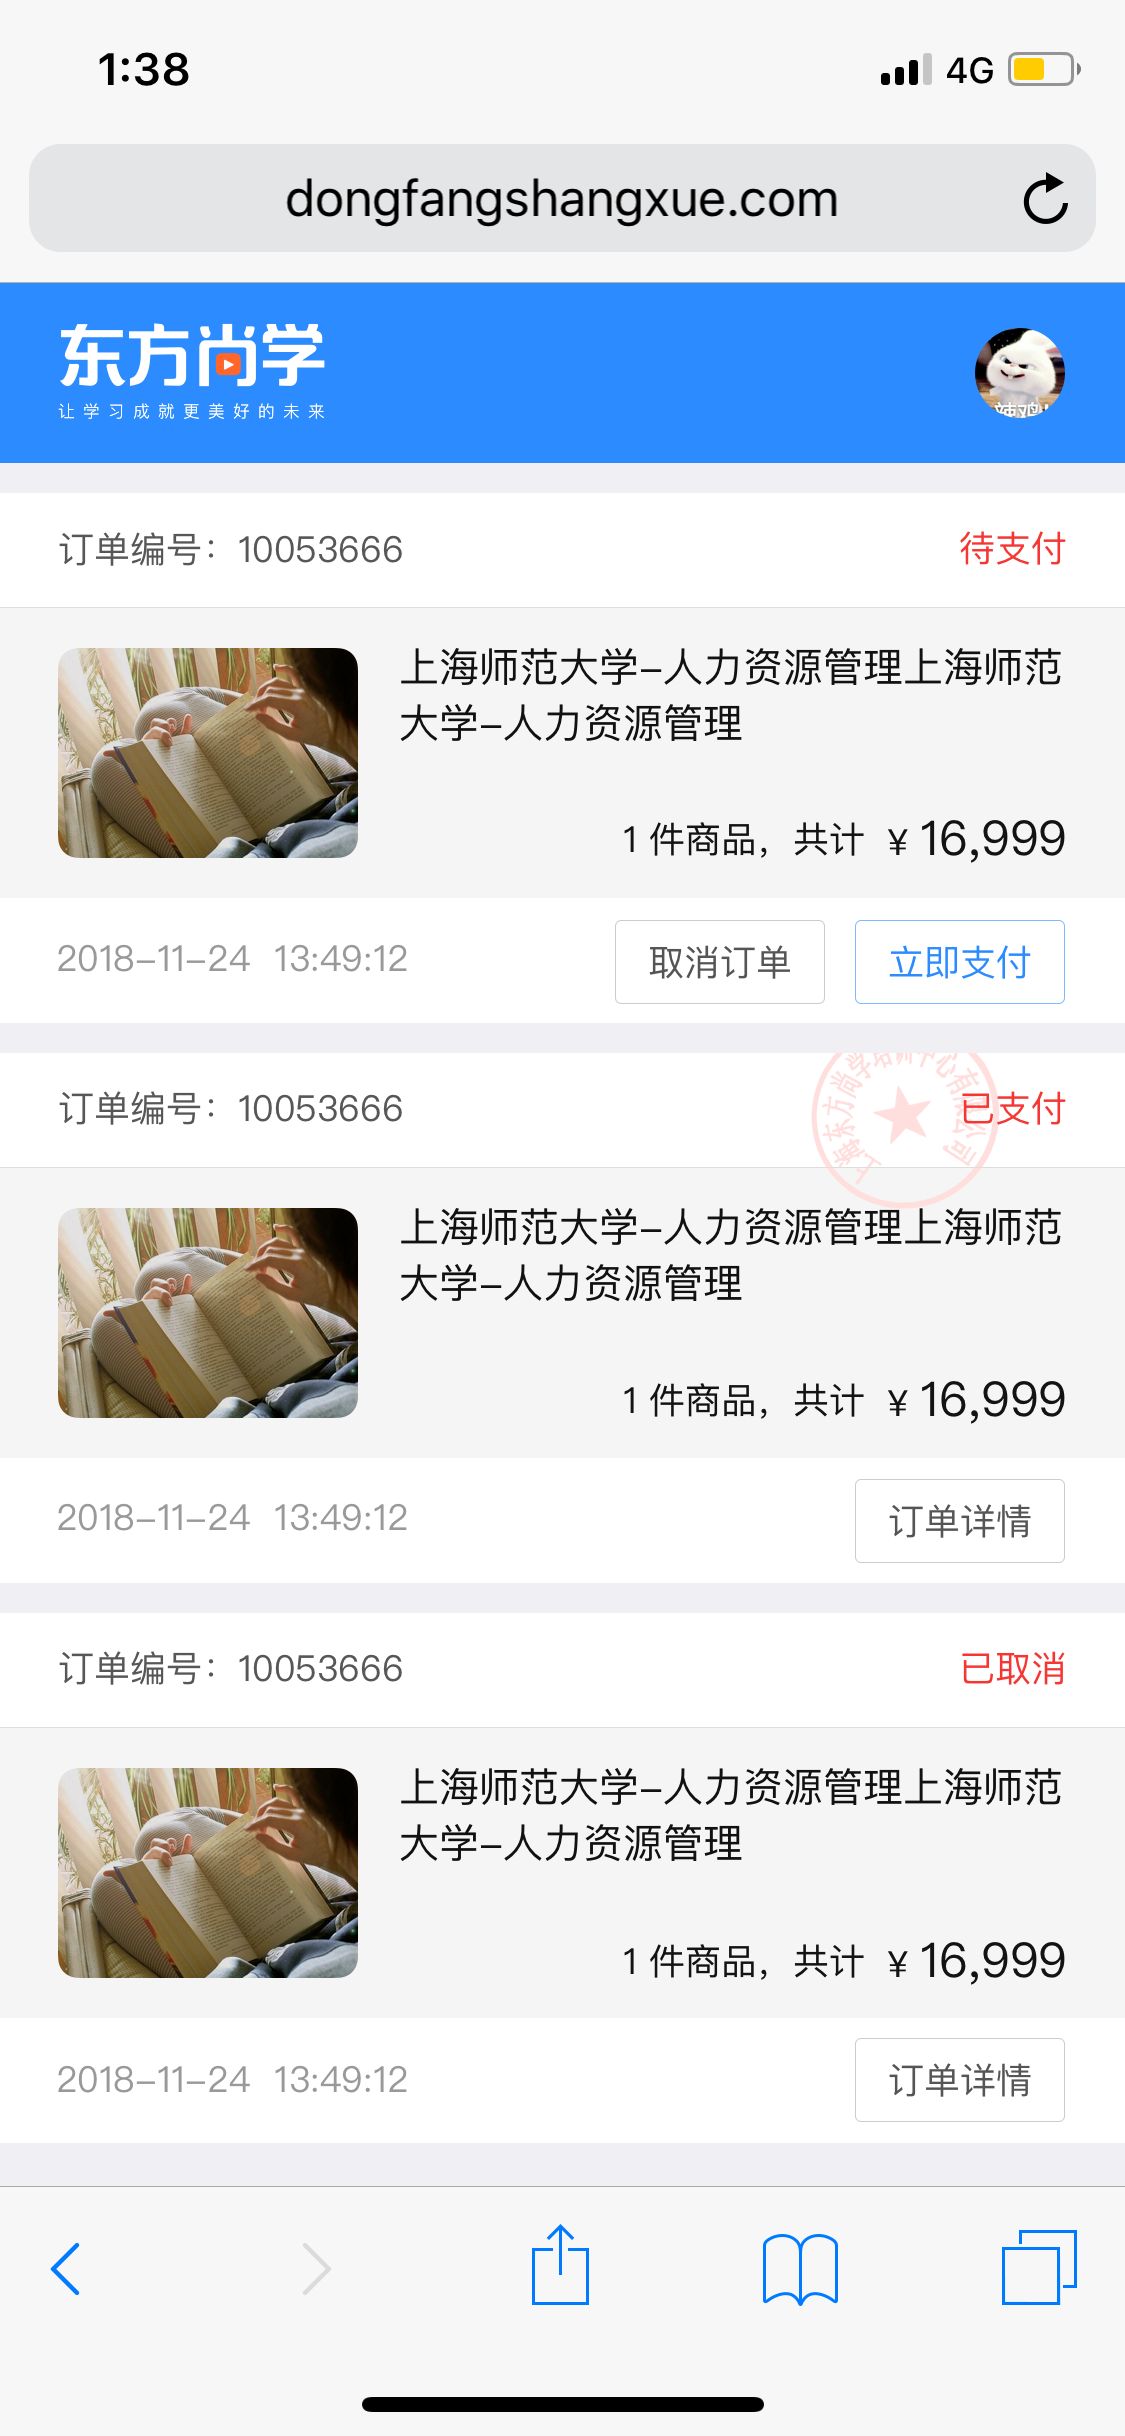 1:38
4G
dongfangshangxue.com
东方尚学
让学习成就更美好的未来
辣鸡
订单编号：10053666
待支付
上海师范大学-人力资源管理上海师范
大学-人力资源管理
1 件商品，共计 ¥ 16,999
2018-11-24 13:49:12
取消订单
立即支付
订单编号：10053666
已支付
上海东方尚学培训中心有限公司
上海师范大学-人力资源管理上海师范
大学-人力资源管理
1 件商品，共计 ¥ 16,999
2018-11-24 13:49:12
订单详情
订单编号：10053666
已取消
上海师范大学-人力资源管理上海师范
大学-人力资源管理
1 件商品，共计 ¥ 16,999
2018-11-24 13:49:12
订单详情